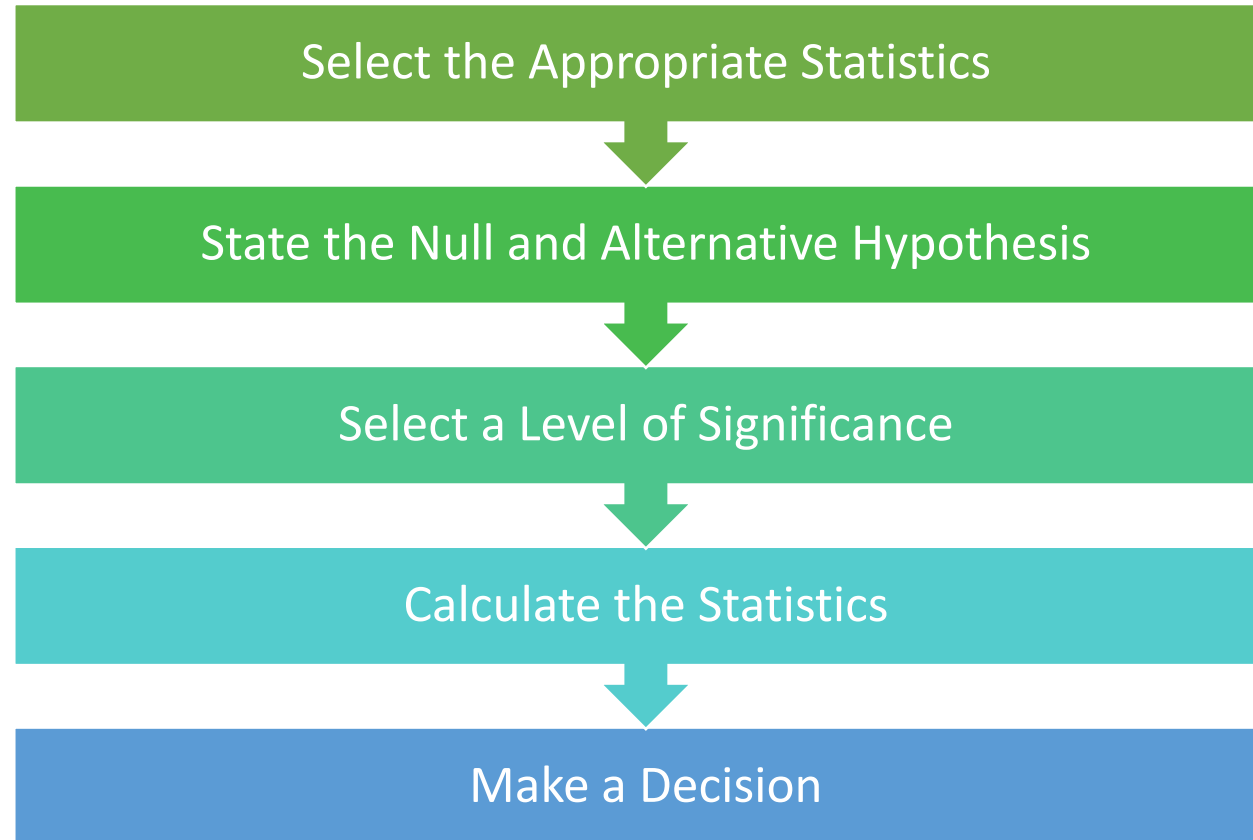 Select the Appropriate Statistics
State the Null and Alternative Hypothesis
Select a Level of Significance
Calculate the Statistics
Make a Decision